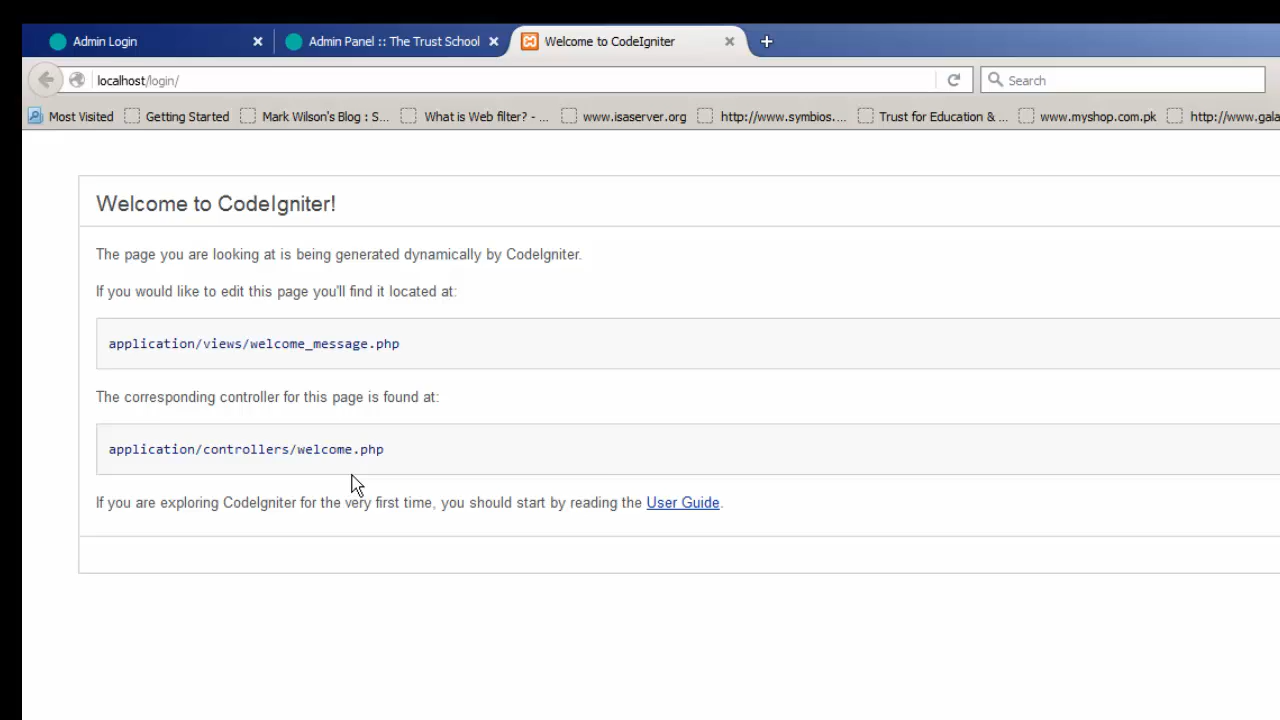 Admin Login
Admin Panel :: The Trust School
Welcome to CodeIgniter
localhost/login/
Search
Most Visited
Getting Started
Mark Wilson's Blog : S...
What is Web filter? - ...
www.isaserver.org
http://www.symbios....
Trust for Education & ...
www.myshop.com.pk
http://www.gala
Welcome to CodeIgniter!
The page you are looking at is being generated dynamically by CodeIgniter.
If you would like to edit this page you'll find it located at:
application/views/welcome_message.php
The corresponding controller for this page is found at:
application/controllers/welcome.php
If you are exploring CodeIgniter for the very first time, you should start by reading the User Guide.